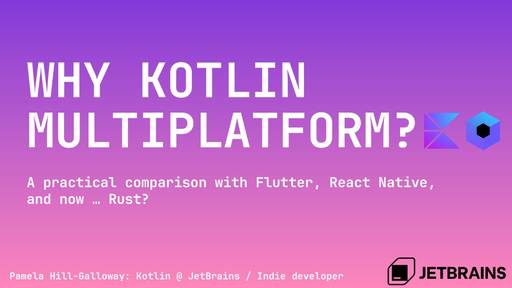 WHY KOTLIN
MULTIPLATFORM?
A practical comparison with Flutter, React Native,
and now … Rust?
Pamela Hill-Galloway: Kotlin @ JetBrains / Indie developer
JETBRAINS